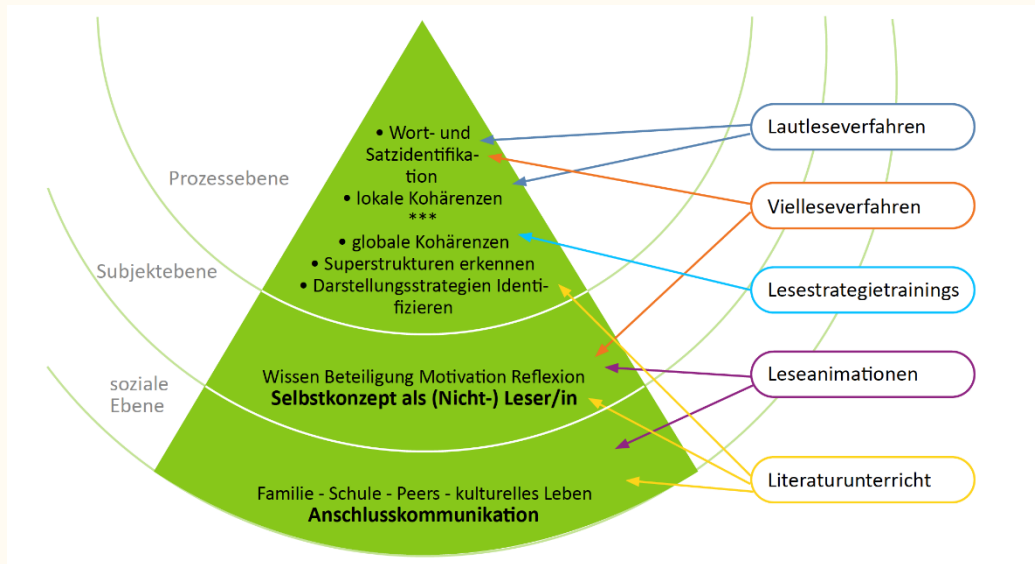 • Wort- und
Satzidentifika-
tion
• lokale Kohärenzen
***
• globale Kohärenzen
• Superstrukturen erkennen
• Darstellungsstrategien Identi-
fizieren
Prozessebene
Subjektebene
soziale
Ebene
Wissen Beteiligung Motivation Reflexion
Selbstkonzept als (Nicht-) Leser/in
Familie - Schule - Peers - kulturelles Leben
Anschlusskommunikation
Lautleseverfahren
Vielleseverfahren
Lesestrategietrainings
Leseanimationen
Literaturunterricht